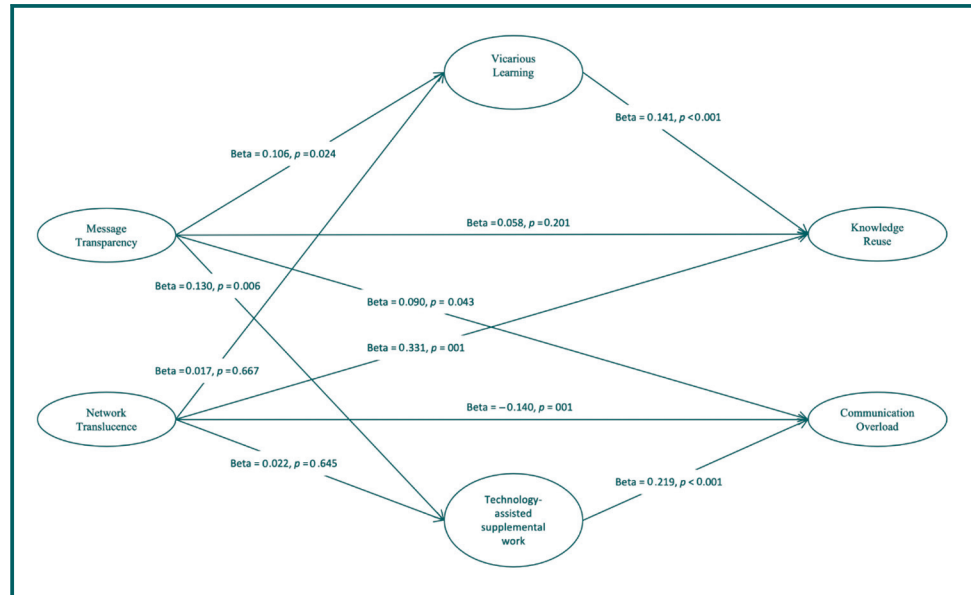 Vicarious
Learning
Beta = 0.141, p < 0.001
Beta = 0.106, p = 0.024
Message
Transparency
Beta = 0.058, p = 0.201
Knowledge
Reuse
Beta = 0.130, p = 0.006
Beta = 0.090, p = 0.043
Beta = 0.331, p = 001
Beta = 0.017, p = 0.667
Network
Translucence
Beta = −0.140, p = 001
Communication
Overload
Beta = 0.022, p = 0.645
Beta = 0.219, p < 0.001
Technology-
assisted
supplemental
work